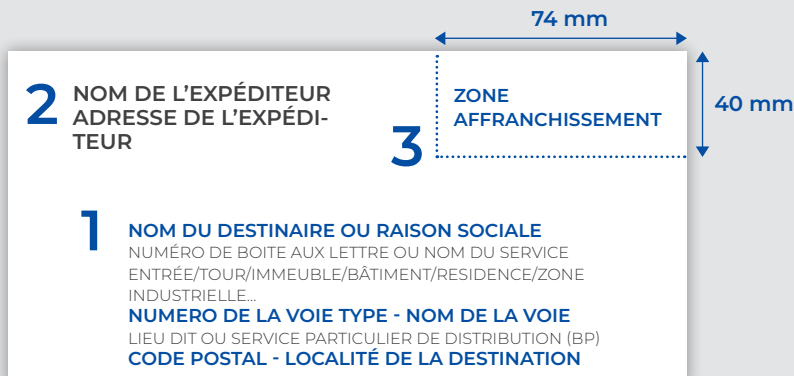 74 mm
2 NOM DE L’EXPÉDITEUR
ADRESSE DE L’EXPÉDI-
TEUR
3 ZONE
AFFRANCHISSEMENT
40 mm
1 NOM DU DESTINAIRE OU RAISON SOCIALE
NUMÉRO DE BOITE AUX LETTRE OU NOM DU SERVICE
ENTRÉE/TOUR/IMMEUBLE/BÂTIMENT/RESIDENCE/ZONE
INDUSTRIELLE...
NUMERO DE LA VOIE TYPE - NOM DE LA VOIE
LIEU DIT OU SERVICE PARTICULIER DE DISTRIBUTION (BP)
CODE POSTAL - LOCALITÉ DE LA DESTINATION